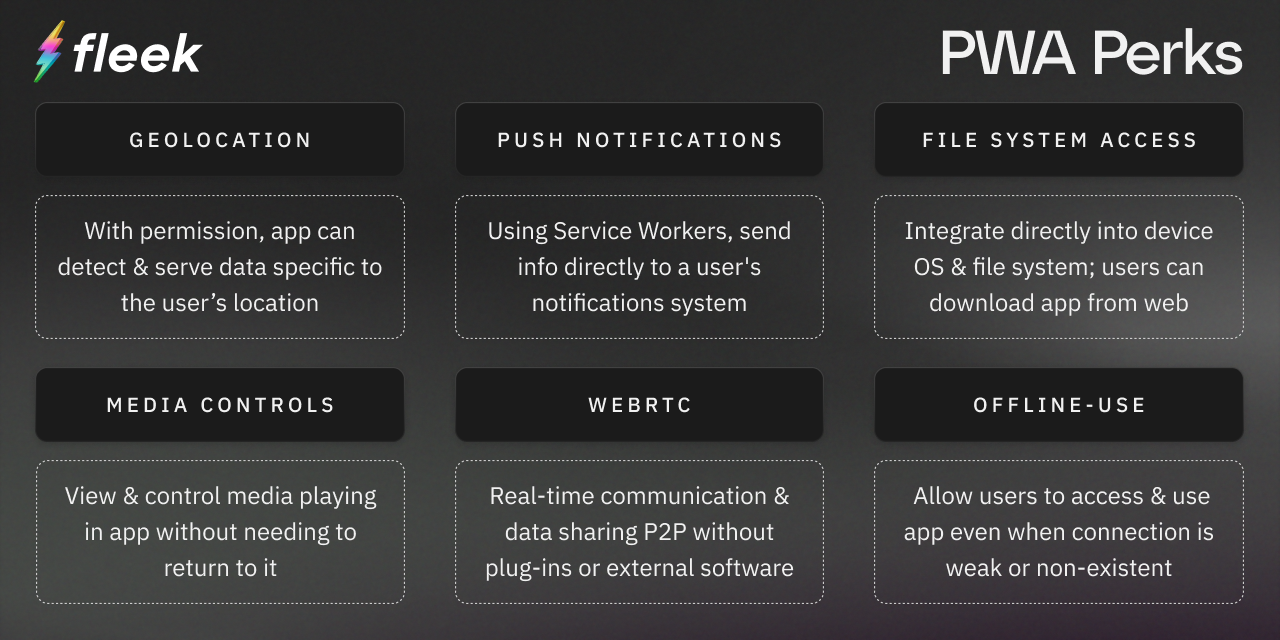 fleek
PWA Perks
GEOLOCATION
With permission, app can
detect & serve data specific to
the user’s location
PUSH NOTIFICATIONS
Using Service Workers, send
info directly to a user's
notifications system
FILE SYSTEM ACCESS
Integrate directly into device
OS & file system; users can
download app from web
MEDIA CONTROLS
View & control media playing
in app without needing to
return to it
WEBRTC
Real-time communication &
data sharing P2P without
plug-ins or external software
OFFLINE-USE
Allow users to access & use
app even when connection is
weak or non-existent